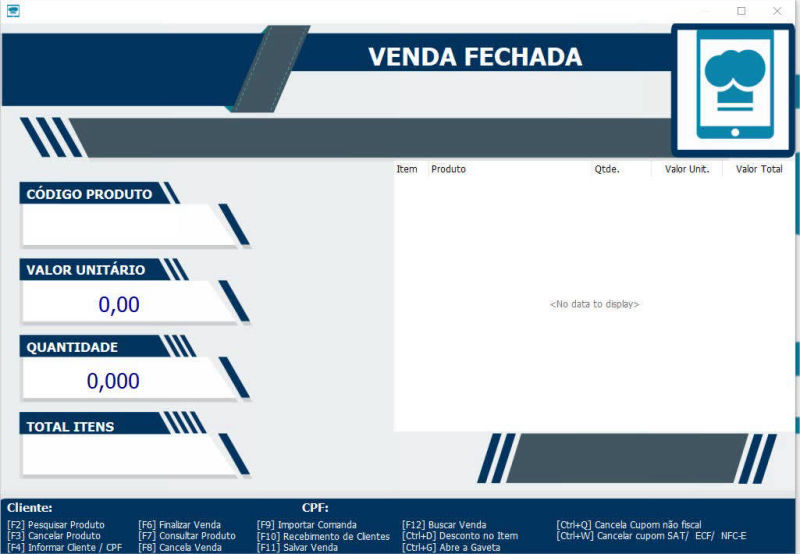 VENDA FECHADA
Item Produto Qtde. Valor Unit. Valor Total
CÓDIGO PRODUTO
VALOR UNITÁRIO
0,00
<No data to display>
QUANTIDADE
0,000
TOTAL ITENS
Cliente: CPF:
[F2] Pesquisar Produto [F6] Finalizar Venda [F9] Importar Comanda [F12] Buscar Venda [Ctrl+Q] Cancela Cupom não fiscal
[F3] Cancelar Produto [F7] Consultar Produto [F10] Recebimento de Clientes [Ctrl+D] Desconto no Item [Ctrl+W] Cancelar cupom SAT/ ECF/ NFC-E
[F4] Informar Cliente / CPF [F8] Cancela Venda [F11] Salvar Venda [Ctrl+G] Abre a Gaveta